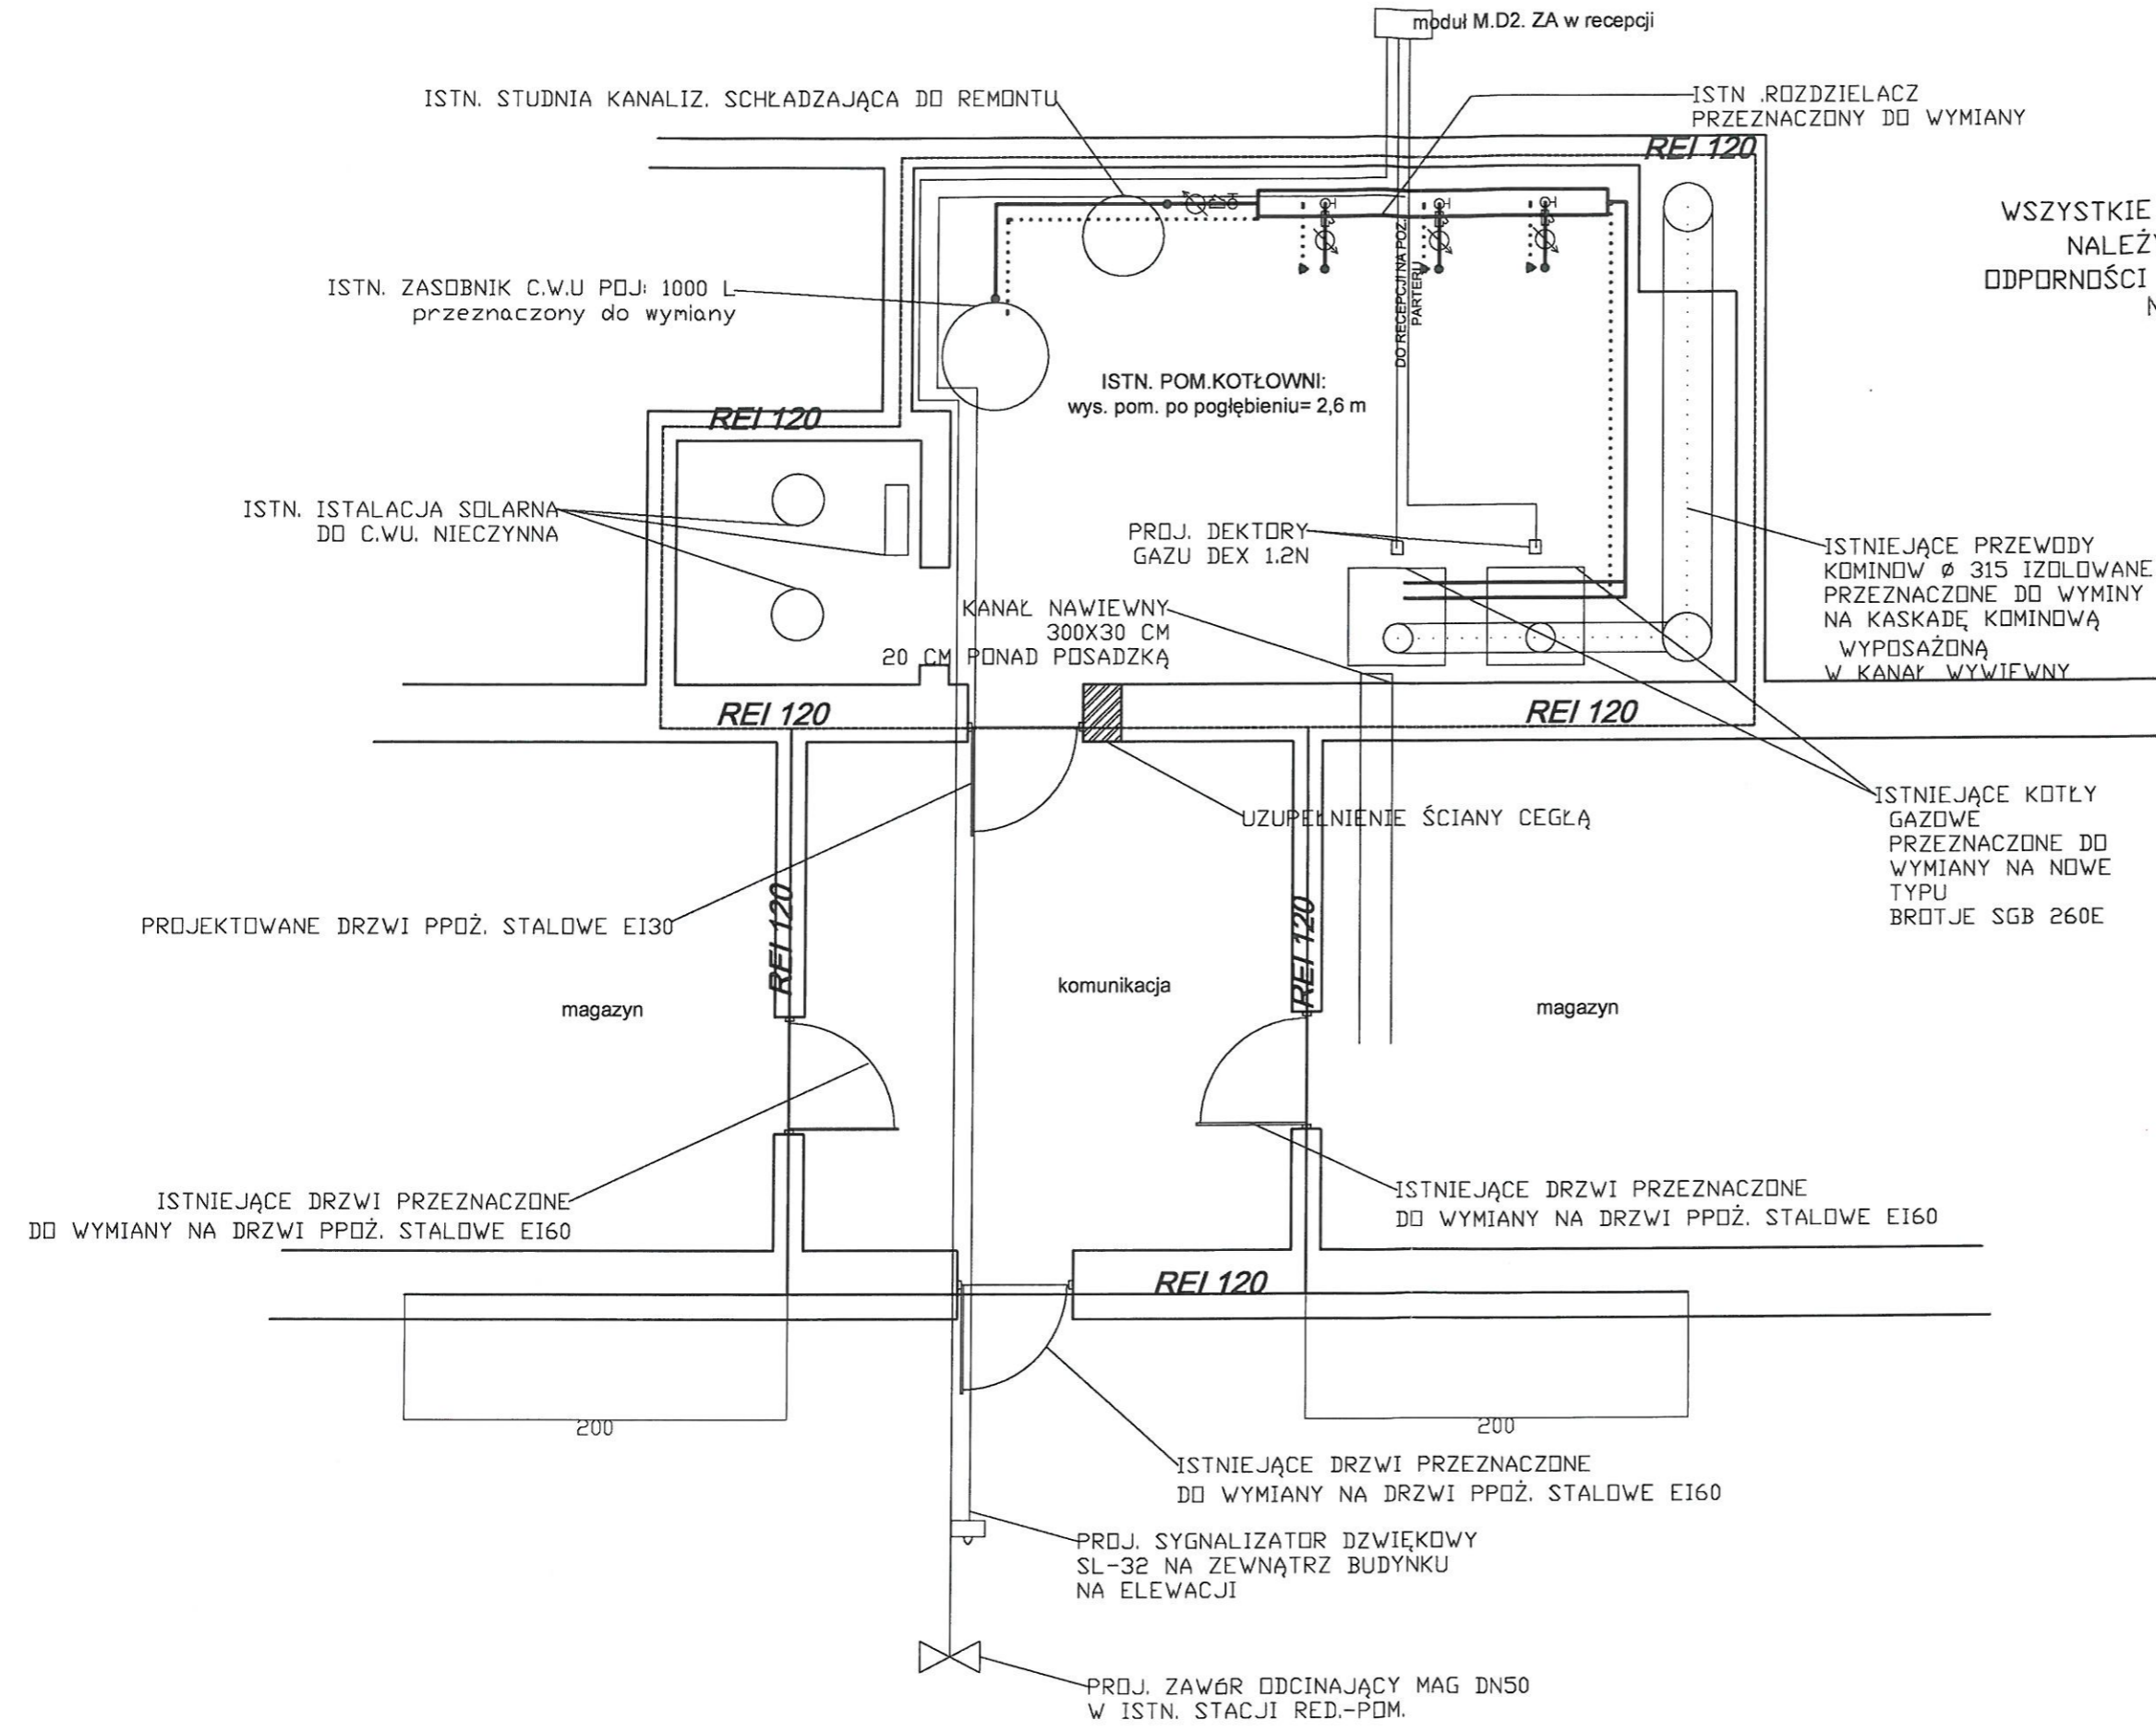 moduł M.D2. ZA w recepcji
ISTN. STUDNIA KANALIZ. SCHŁADZAJĄCA DO REMONTU
ISTN .ROZDZIELACZ
PRZEZNACZONY DO WYMIANY
REI 120
WSZYSTKIE
NALEŻY
ODPORNOŚCI
ISTN. ZASOBNIK C.W.U POJ: 1000 L
przeznaczony do wymiany
DO RECEPCJI NA POZ.
PARTERU
ISTN. POM.KOTŁOWNI:
wys. pom. po pogłębieniu= 2,6 m
REI 120
ISTN. ISTALACJA SOLARNA
DO C.WU. NIECZYNNA
PROJ. DEKTORY
GAZU DEX 1.2N
ISTNIEJĄCE PRZEWODY
KOMINOW Ø 315 IZOLOWANE
PRZEZNACZONE DO WYMINY
NA KASKADĘ KOMINOWĄ
WYPOSAŻONĄ
W KANAŁ WYWIEWNY
KANAŁ NAWIEWNY
300X30 CM
20 CM PONAD POSADZKĄ
REI 120
REI 120
UZUPEŁNIENIE ŚCIANY CEGŁĄ
ISTNIEJĄCE KOTŁY
GAZOWE
PRZEZNACZONE DO
WYMIANY NA NOWE
TYPU
BROTJE SGB 260E
PROJEKTOWANE DRZWI PPOŻ. STALOWE EI30
REI 120
REI 120
magazyn
komunikacja
magazyn
ISTNIEJĄCE DRZWI PRZEZNACZONE
DO WYMIANY NA DRZWI PPOŻ. STALOWE EI60
ISTNIEJĄCE DRZWI PRZEZNACZONE
DO WYMIANY NA DRZWI PPOŻ. STALOWE EI60
REI 120
200
200
ISTNIEJĄCE DRZWI PRZEZNACZONE
DO WYMIANY NA DRZWI PPOŻ. STALOWE EI60
PROJ. SYGNALIZATOR DZWIĘKOWY
SL-32 NA ZEWNĄTRZ BUDYNKU
NA ELEWACJI
PROJ. ZAWÓR ODCINAJĄCY MAG DN50
W ISTN. STACJI RED.-POM.